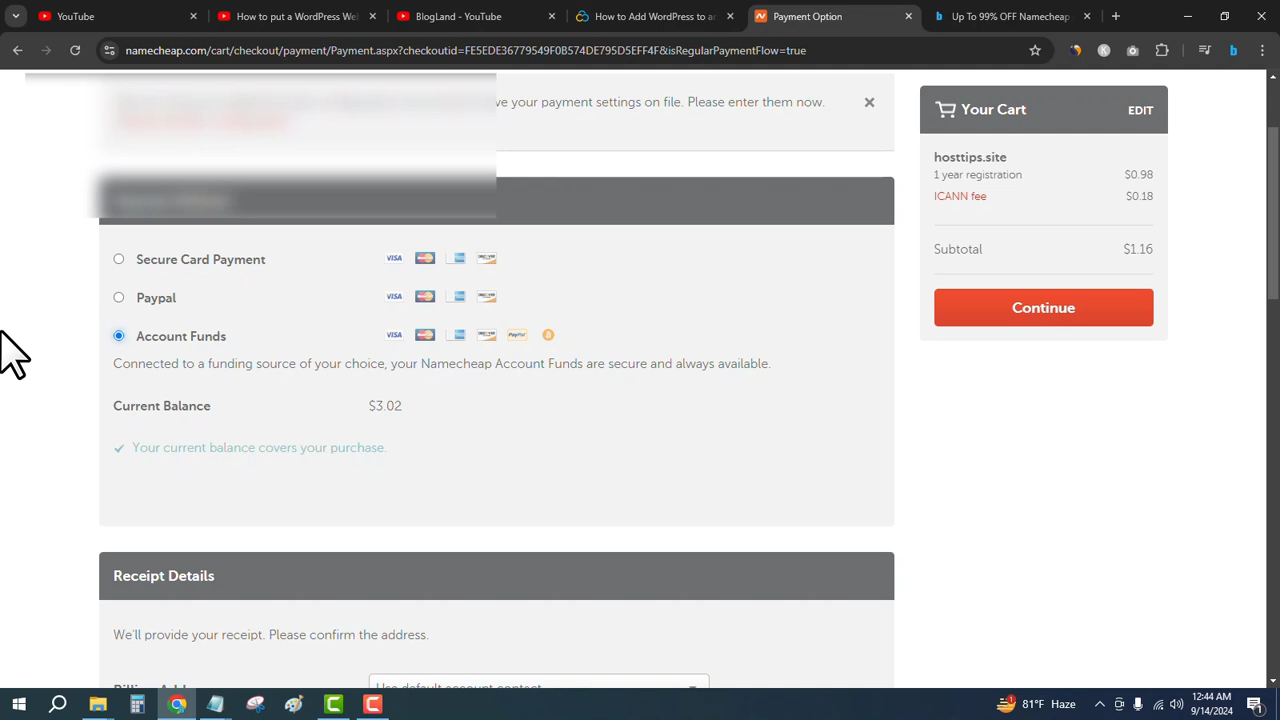 YouTube
How to put a WordPress We
BlogLand - YouTube
How to Add WordPress to a
Payment Option
Up To 99% OFF Namecheap
namecheap.com/cart/checkout/payment/Payment.aspx?checkoutid=FE5EDE36779549F0B574DE795D5EFF4F&isRegularPaymentFlow=true
your payment settings on file. Please enter them now.
Your Cart
EDIT
hosttips.site
1 year registration $0.98
ICANN fee $0.18
Subtotal $1.16
Continue
Secure Card Payment VISA
Paypal VISA
Account Funds VISA PayPal
Connected to a funding source of your choice, your Namecheap Account Funds are secure and always available.
Current Balance $3.02
Your current balance covers your purchase.
Receipt Details
We'll provide your receipt. Please confirm the address.
81°F Haze
12:44 AM
9/14/2024